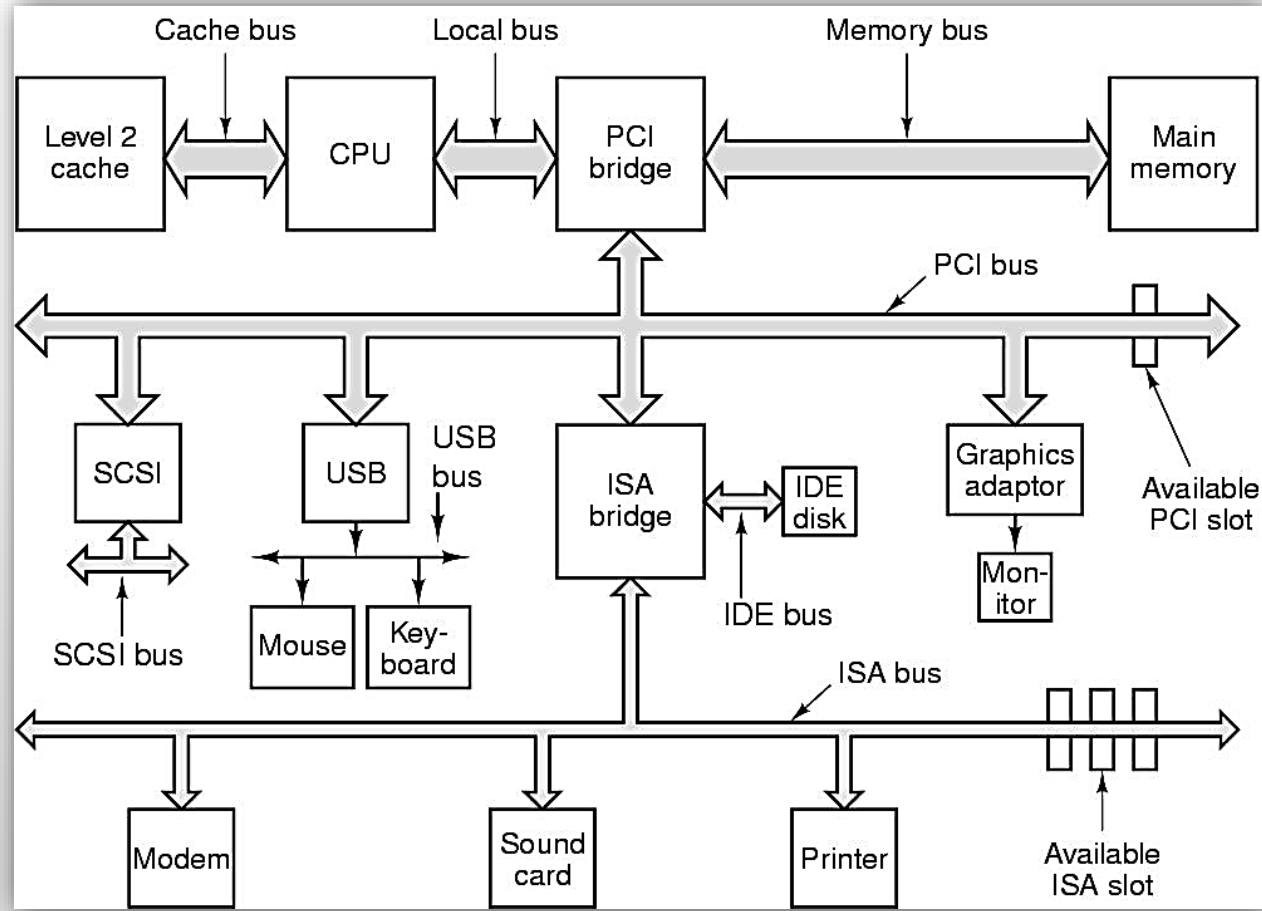 Cache bus
Local bus
Memory bus
Level 2
cache
CPU
PCI
bridge
Main
memory
PCI bus
SCSI
USB
USB
bus
ISA
bridge
IDE
disk
Graphics
adaptor
Available
PCI slot
Mon-
itor
IDE bus
SCSI bus
Mouse
Key-
board
ISA bus
Modem
Sound
card
Printer
Available
ISA slot